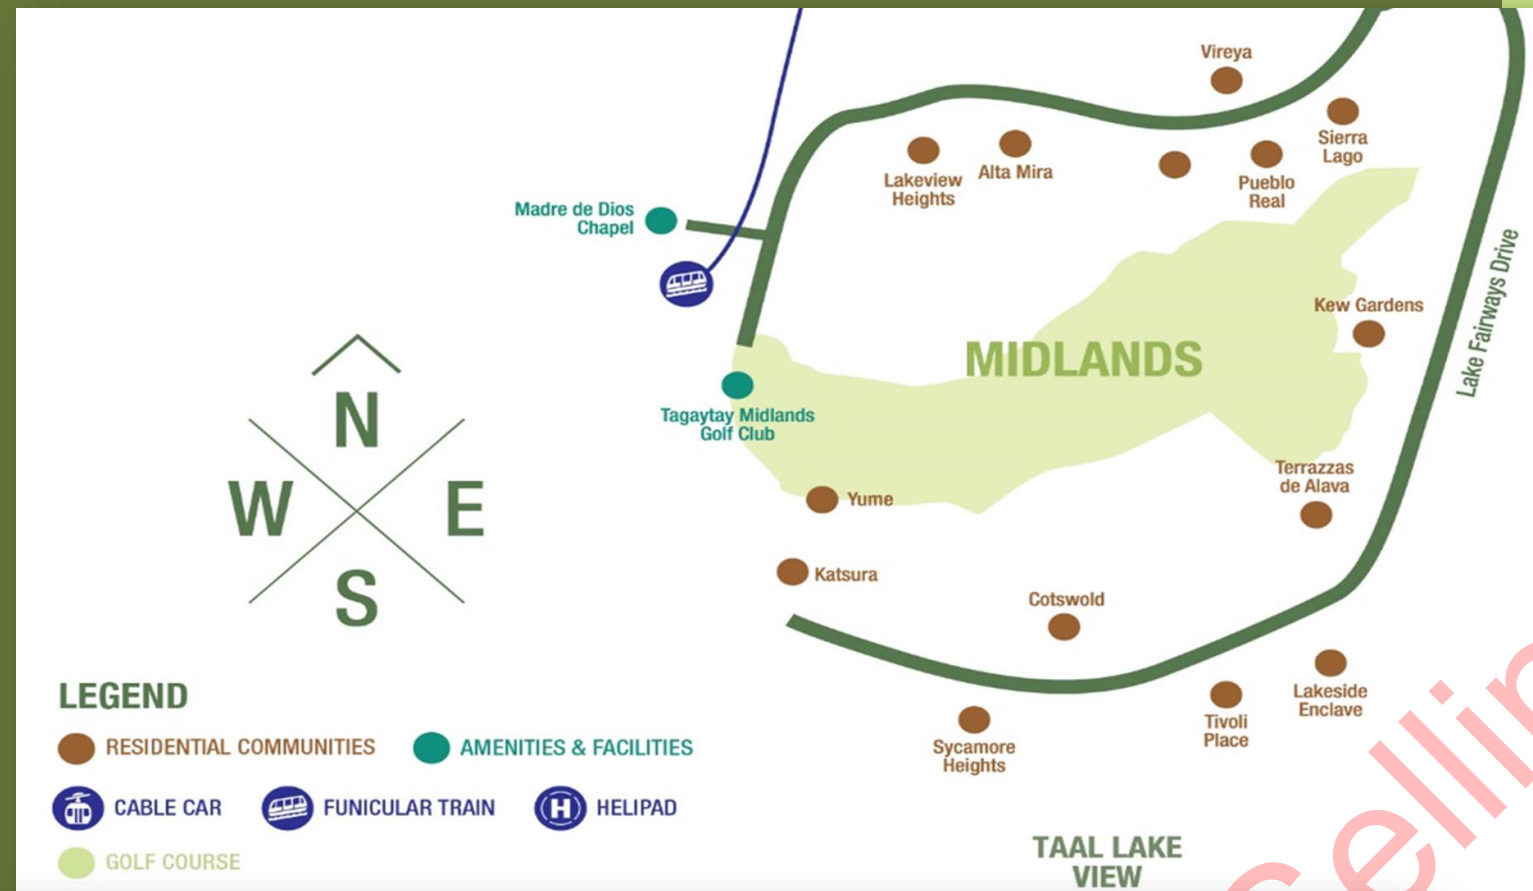 Vireya
Sierra
Lago
Lakeview
Heights
Alta Mira
Pueblo
Real
Madre de Dios
Chapel
Lake Fairways Drive
Kew Gardens
MIDLANDS
Tagaytay Midlands
Golf Club
N
W
E
S
Terrazzas
de Alava
Yume
Katsura
Cotswold
Lakeside
Enclave
Tivoli
Place
Sycamore
Heights
LEGEND
RESIDENTIAL COMMUNITIES
AMENITIES & FACILITIES
CABLE CAR
FUNICULAR TRAIN
H
HELIPAD
GOLF COURSE
TAAL LAKE
VIEW